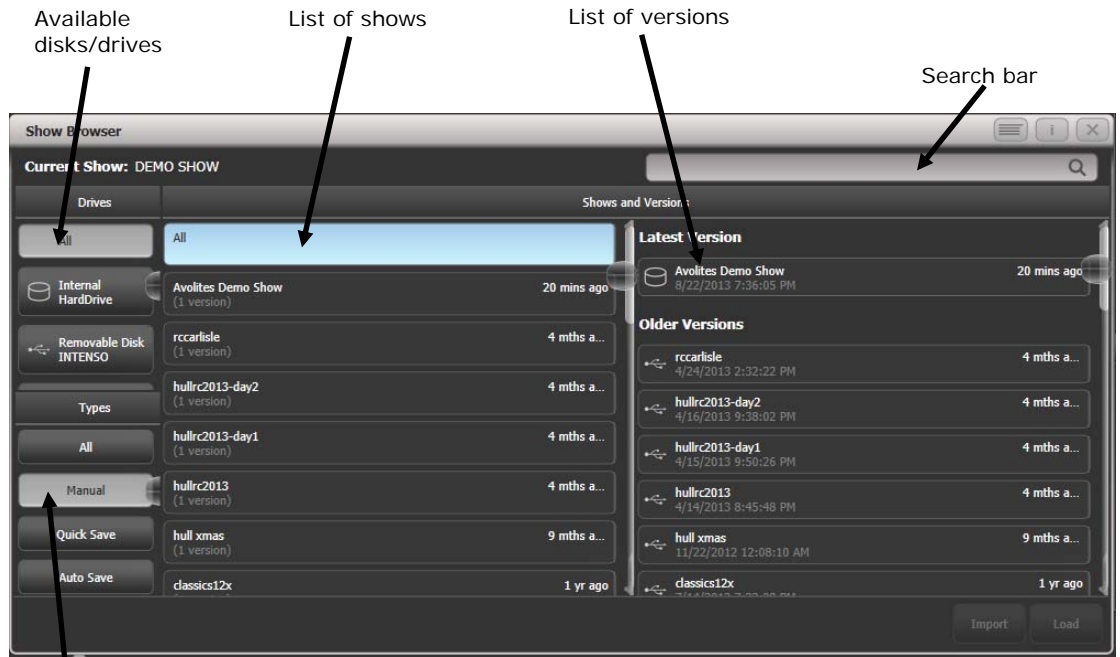 Available
disks/drives
List of shows
List of versions
Search bar
Show Browser
i
X
Current Show: DEMO SHOW
Drives
Shows and Versions
All
Internal
HardDrive
Removable Disk
INTENSO
Types
All
Manual
Quick Save
Auto Save
All
Avolites Demo Show 20 mins ago
(1 version)
rccarlisle 4 mths a...
(1 version)
hullrc2013-day2 4 mths a...
(1 version)
hullrc2013-day1 4 mths a...
(1 version)
hullrc2013 4 mths a...
(1 version)
hull xmas 9 mths a...
(1 version)
classics12x 1 yr ago
Latest Version
Avolites Demo Show 20 mins ago
8/22/2013 7:36:05 PM
Older Versions
rccarlisle 4 mths a...
4/24/2013 2:32:22 PM
hullrc2013-day2 4 mths a...
4/16/2013 9:38:02 PM
hullrc2013-day1 4 mths a...
4/15/2013 9:50:26 PM
hullrc2013 4 mths a...
4/14/2013 8:45:48 PM
hull xmas 9 mths a...
11/22/2012 12:08:10 AM
classics12x 1 yr ago
Import
Load